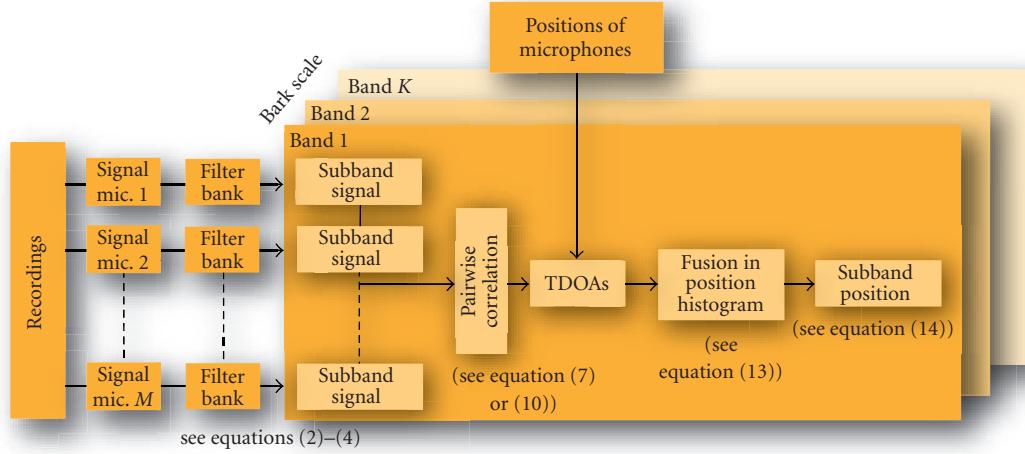 Positions of
microphones
Bark scale
Band K
Band 2
Band 1
Recordings
Signal
mic. 1
Filter
bank
Subband
signal
Signal
mic. 2
Filter
bank
Subband
signal
Pairwise
correlation
TDOAs
Fusion in
position
histogram
Subband
position
(see equation (14))
(see
equation (13))
(see equation (7)
or (10))
Signal
mic. M
Filter
bank
Subband
signal
see equations (2)–(4)